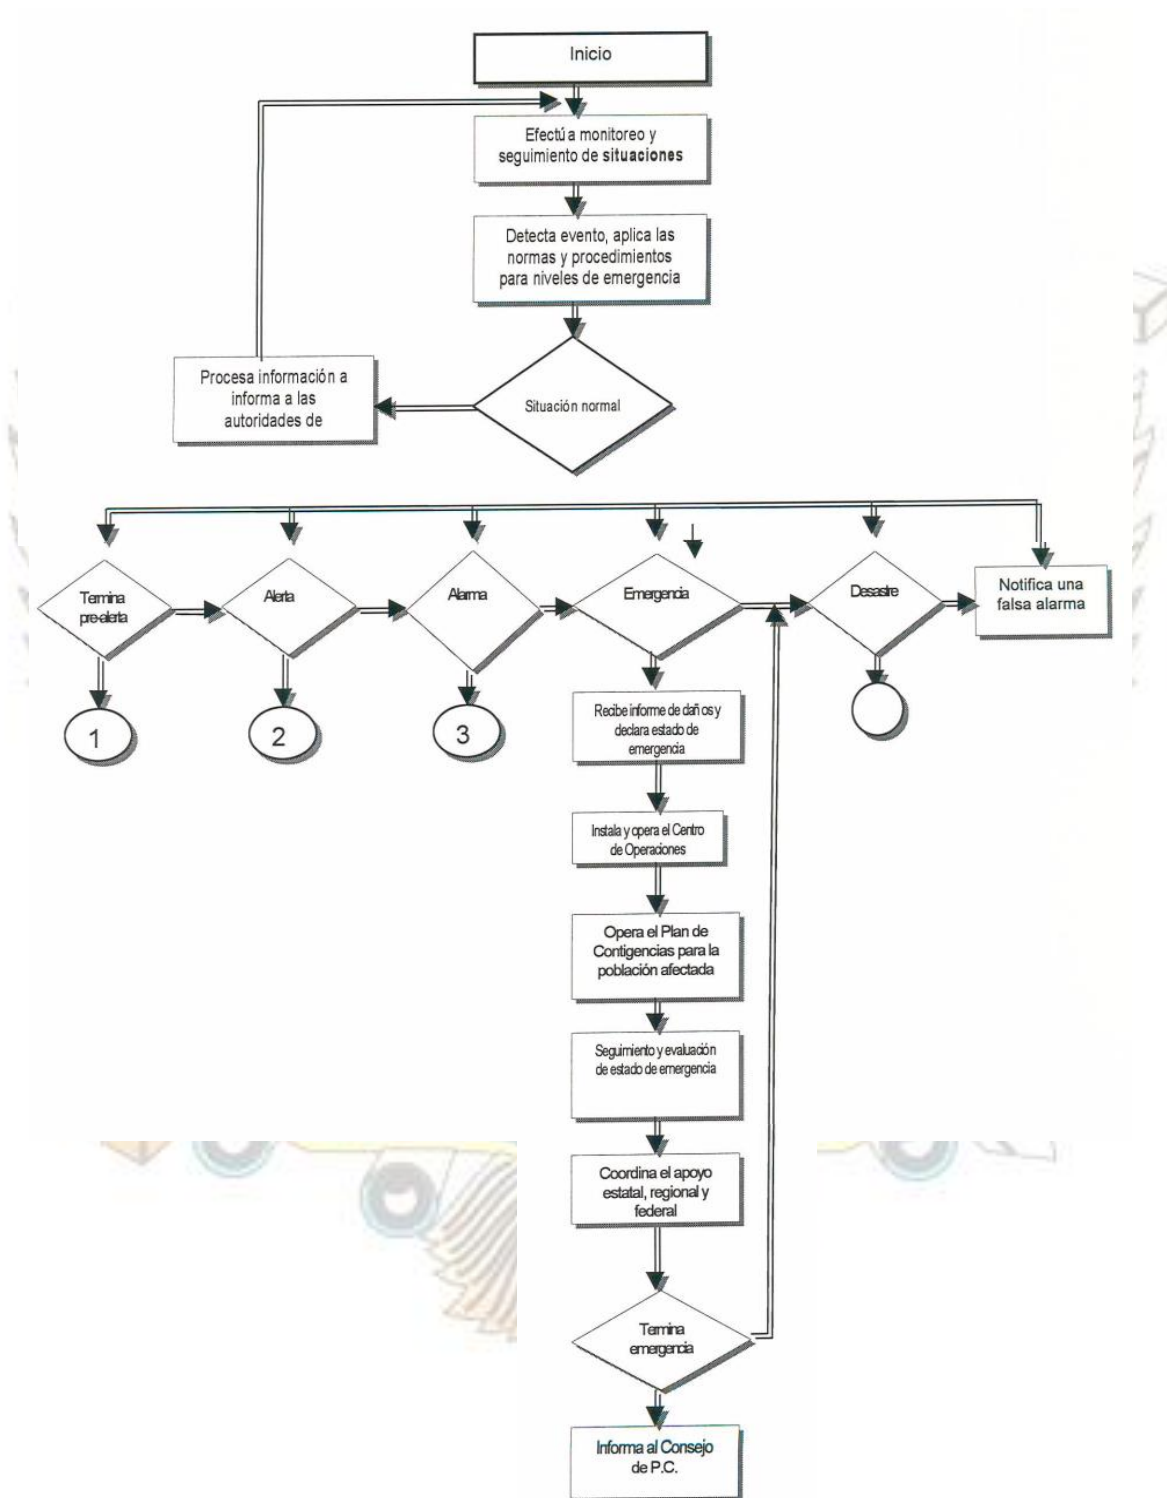 Inicio
Efectúa monitoreo y
seguimiento de situaciones
Detecta evento, aplica las
normas y procedimientos
para niveles de emergencia
Procesa información a
informa a las
autoridades de
Situación normal
Termina
pre-alerta
Alerta
Alarma
Emergencia
Desastre
Notifica una
falsa alarma
1
2
3
Recibe informe de daños y
declara estado de
emergencia
Instala y opera el Centro
de Operaciones
Opera el Plan de
Contigencias para la
población afectada
Seguimiento y evaluación
de estado de emergencia
Coordina el apoyo
estatal, regional y
federal
Termina
emergencia
Informa al Consejo
de P.C.